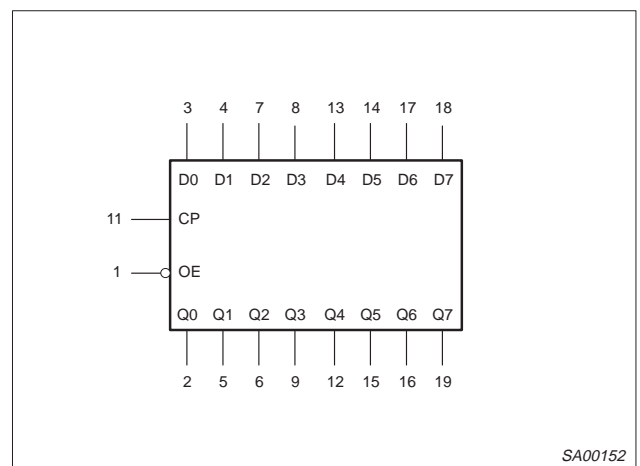 3 4 7 8 13 14 17 18
D0 D1 D2 D3 D4 D5 D6 D7
11 CP
1 OE
Q0 Q1 Q2 Q3 Q4 Q5 Q6 Q7
2 5 6 9 12 15 16 19
SA00152